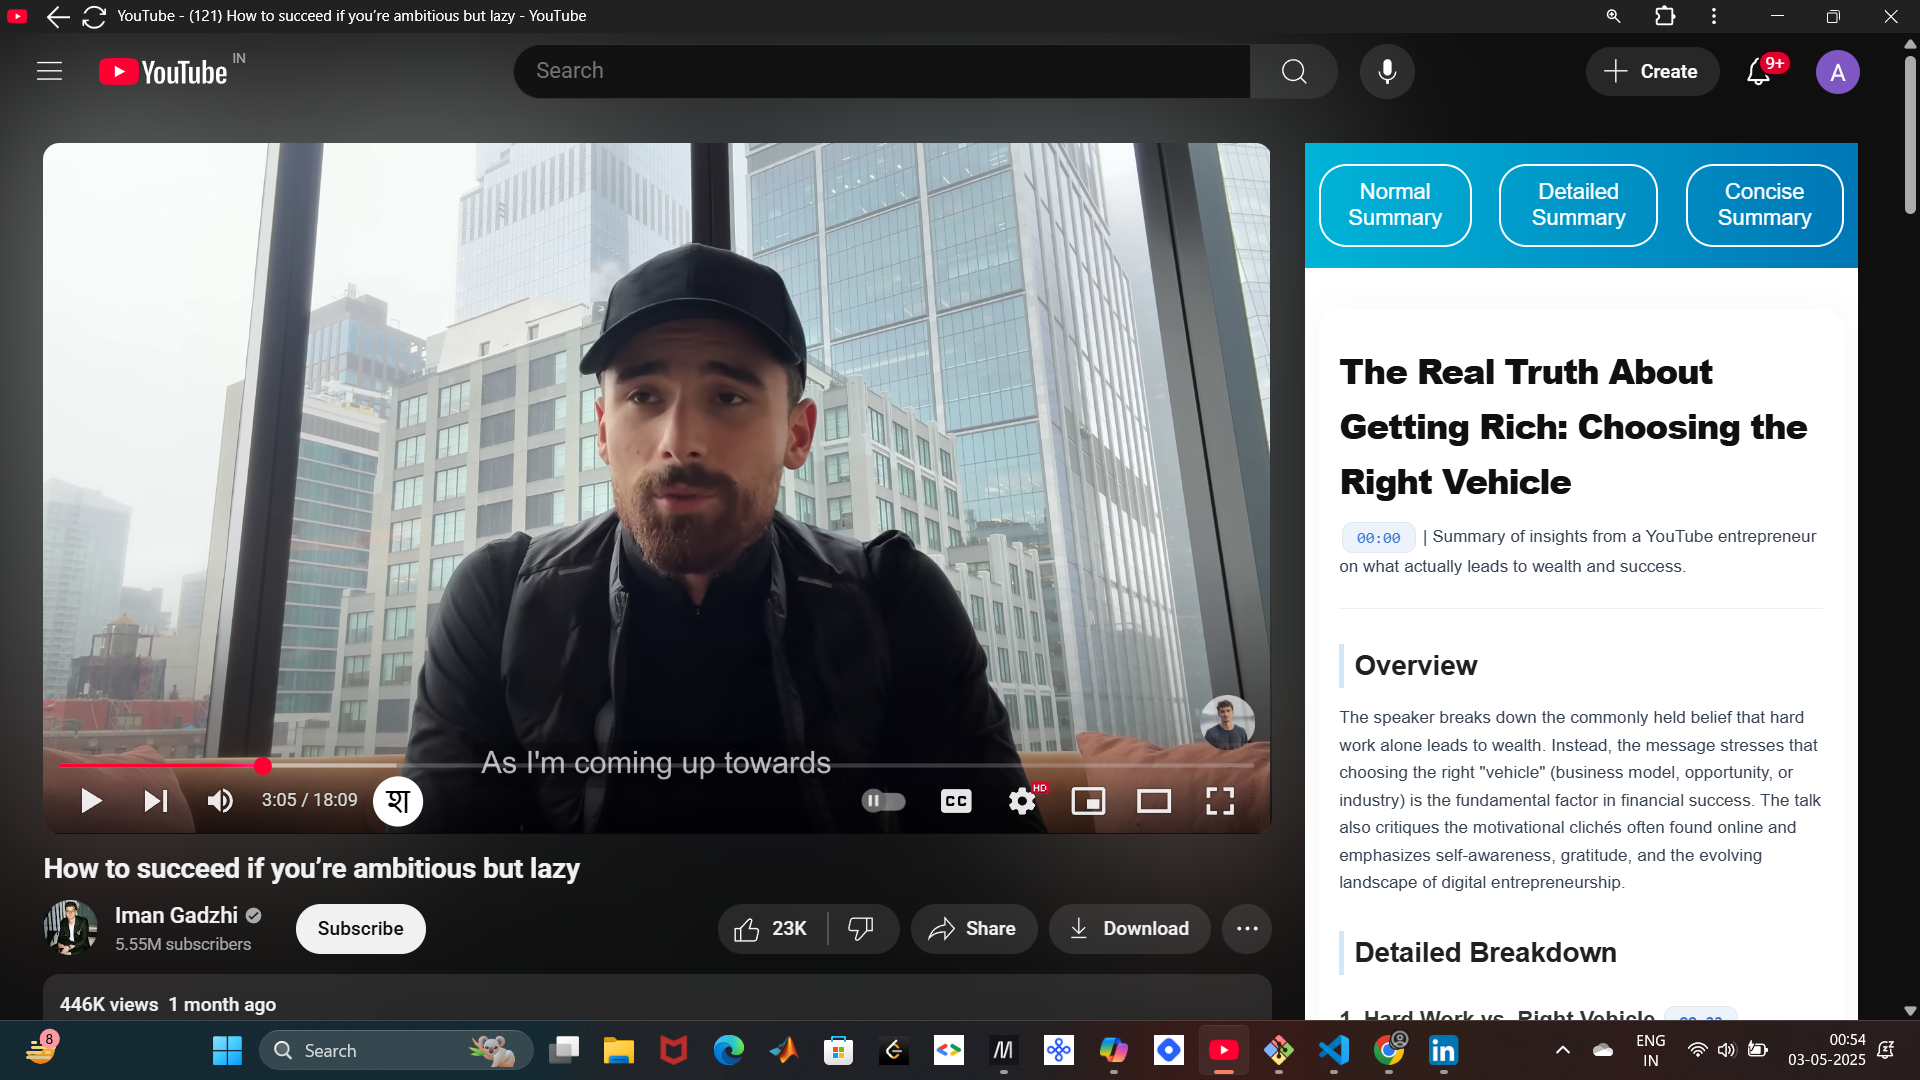 YouTube - (121) How to succeed if you’re ambitious but lazy - YouTube
YouTube IN
Search
Create
9+
A
Normal
Summary
Detailed
Summary
Concise
Summary
The Real Truth About
Getting Rich: Choosing the
Right Vehicle
00:00 | Summary of insights from a YouTube entrepreneur
on what actually leads to wealth and success.
Overview
The speaker breaks down the commonly held belief that hard
work alone leads to wealth. Instead, the message stresses that
choosing the right "vehicle" (business model, opportunity, or
industry) is the fundamental factor in financial success. The talk
also critiques the motivational clichés often found online and
emphasizes self-awareness, gratitude, and the evolving
landscape of digital entrepreneurship.
Detailed Breakdown
1. Hard Work vs. Right Vehicle
As I'm coming up towards
3:05 / 18:09
श
CC
HD
How to succeed if you’re ambitious but lazy
Iman Gadzhi
5.55M subscribers
Subscribe
23K
Share
Download
446K views 1 month ago
8
Search
ENG
IN
00:54
03-05-2025